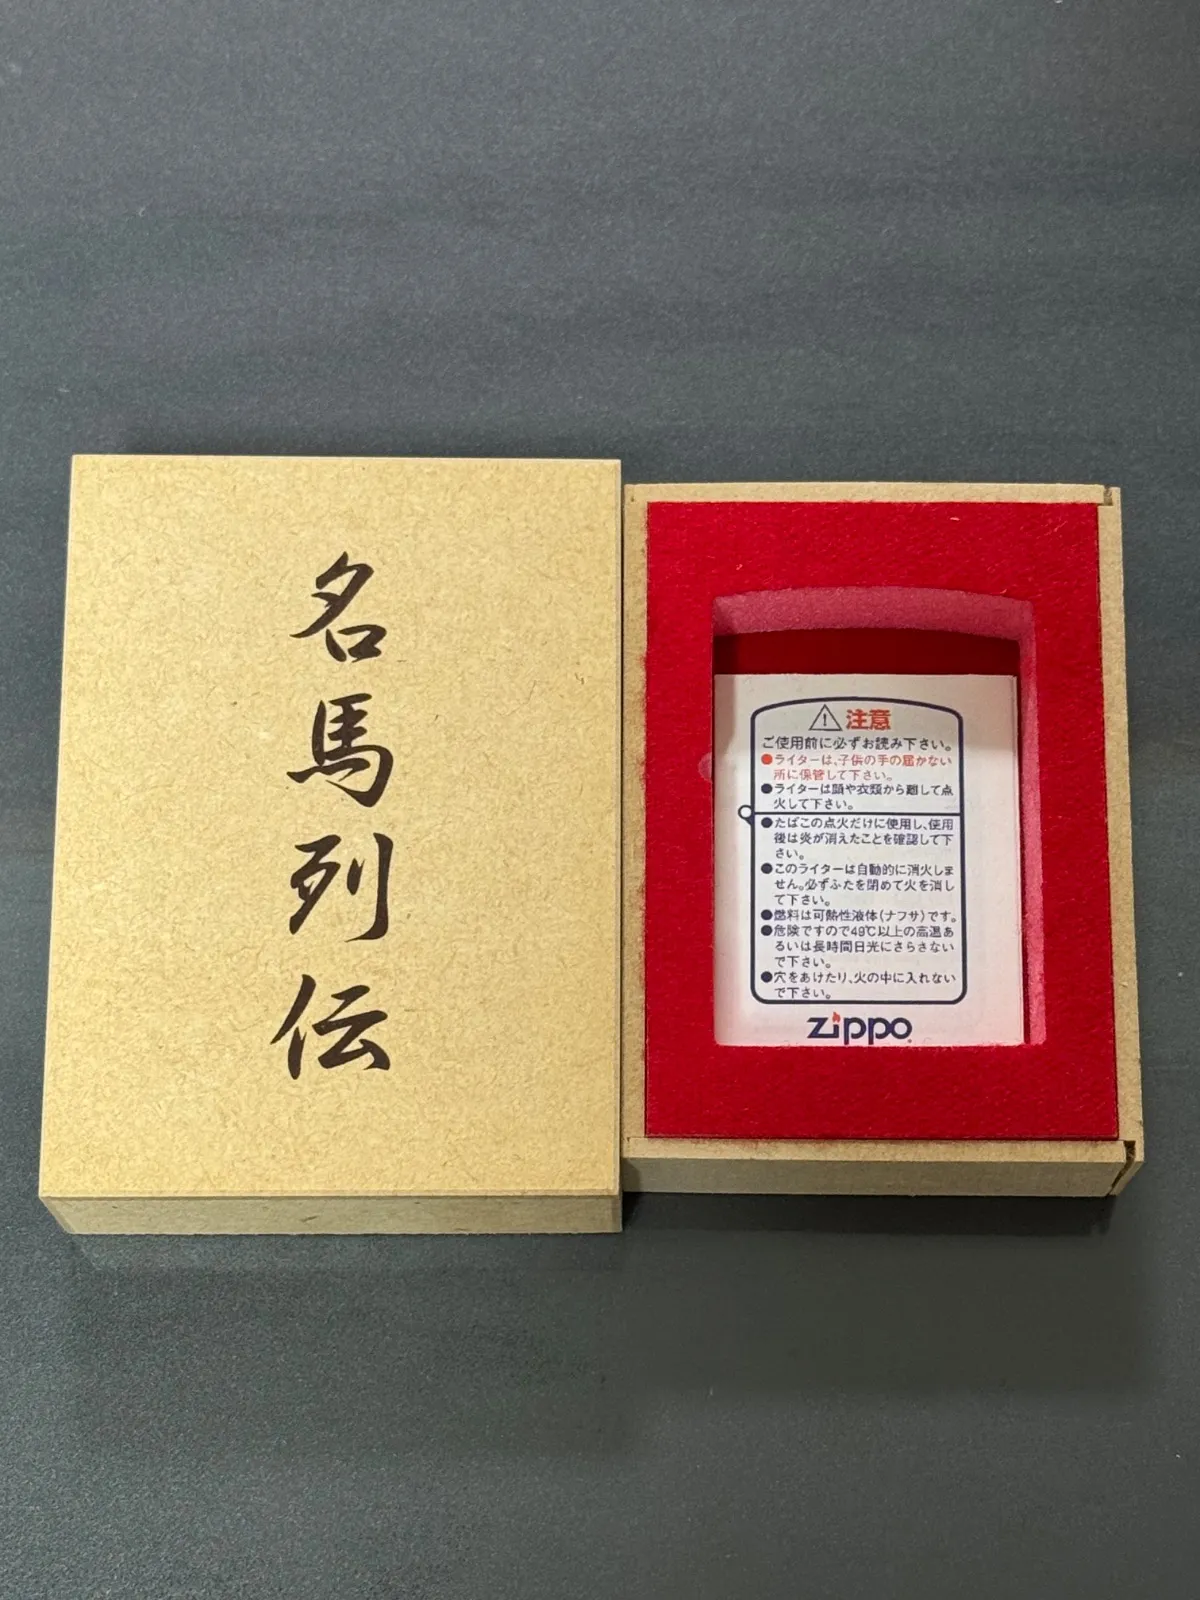 名馬列伝
注意
ご使用前に必ずお読み下さい。
●ライターは、子供の手の届かない
所に保管して下さい。
●ライターは顔や衣類から離して点
火して下さい。
●たばこの点火だけに使用し、使用
後は炎が消えたことを確認して下
さい。
●このライターは自動的に消火しま
せん。必ずふたを閉めて火を消し
て下さい。
●燃料は可熱性液体(ナフサ)です。
●危険ですので49℃以上の高温あ
るいは長時間日光にさらさない
で下さい。
●穴をあけたり、火の中に入れない
で下さい。
zippo